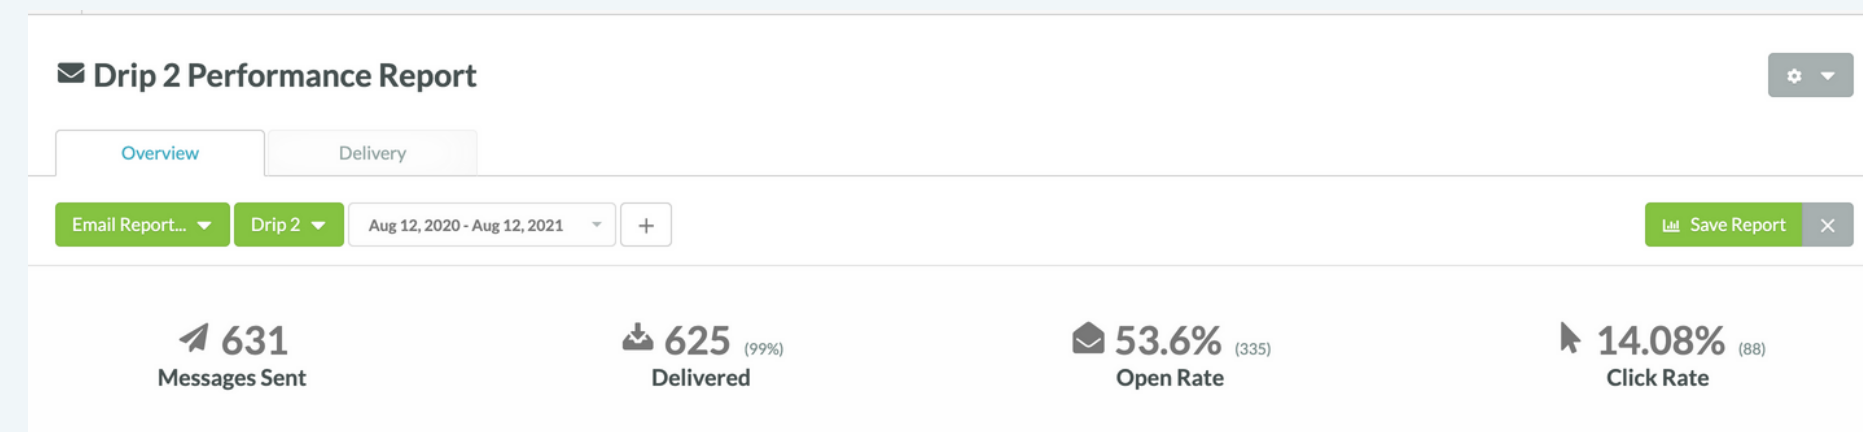 Drip 2 Performance Report
Overview Delivery
Email Report... Drip 2 Aug 12, 2020 - Aug 12, 2021 + Save Report
631 625 (99%) 53.6% (335) 14.08% (88)
Messages Sent Delivered Open Rate Click Rate